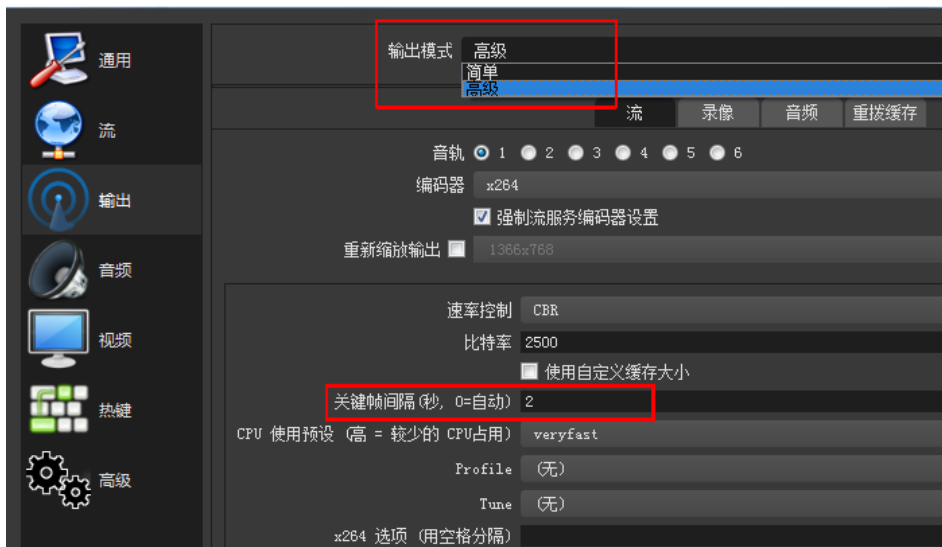 通用
流
输出
音频
视频
热键
高级
输出模式 高级
简单
高级
流 录像 音频 重拨缓存
音轨 1 2 3 4 5 6
编码器 x264
强制流服务编码器设置
重新缩放输出 1366x768
速率控制 CBR
比特率 2500
使用自定义缓存大小
关键帧间隔(秒, 0=自动) 2
CPU 使用预设 (高 = 较少的 CPU占用) veryfast
Profile (无)
Tune (无)
x264 选项 (用空格分隔)